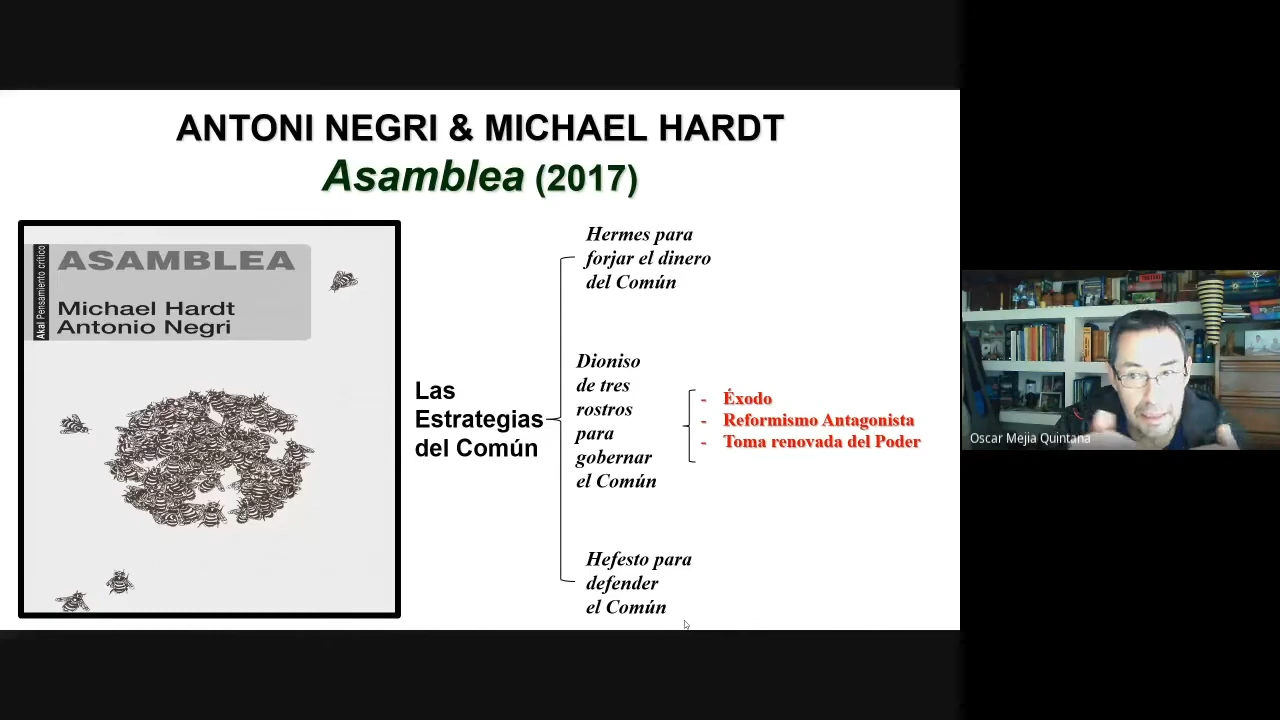 ANTONI NEGRI & MICHAEL HARDT
Asamblea (2017)
Akal Pensamiento crítico
ASAMBLEA
Michael Hardt
Antonio Negri
Las
Estrategias
del Común
Hermes para
forjar el dinero
del Común
Dioniso
de tres
rostros
para
gobernar
el Común
- Éxodo
- Reformismo Antagonista
- Toma renovada del Poder
Hefesto para
defender
el Común
Oscar Mejia Quintana